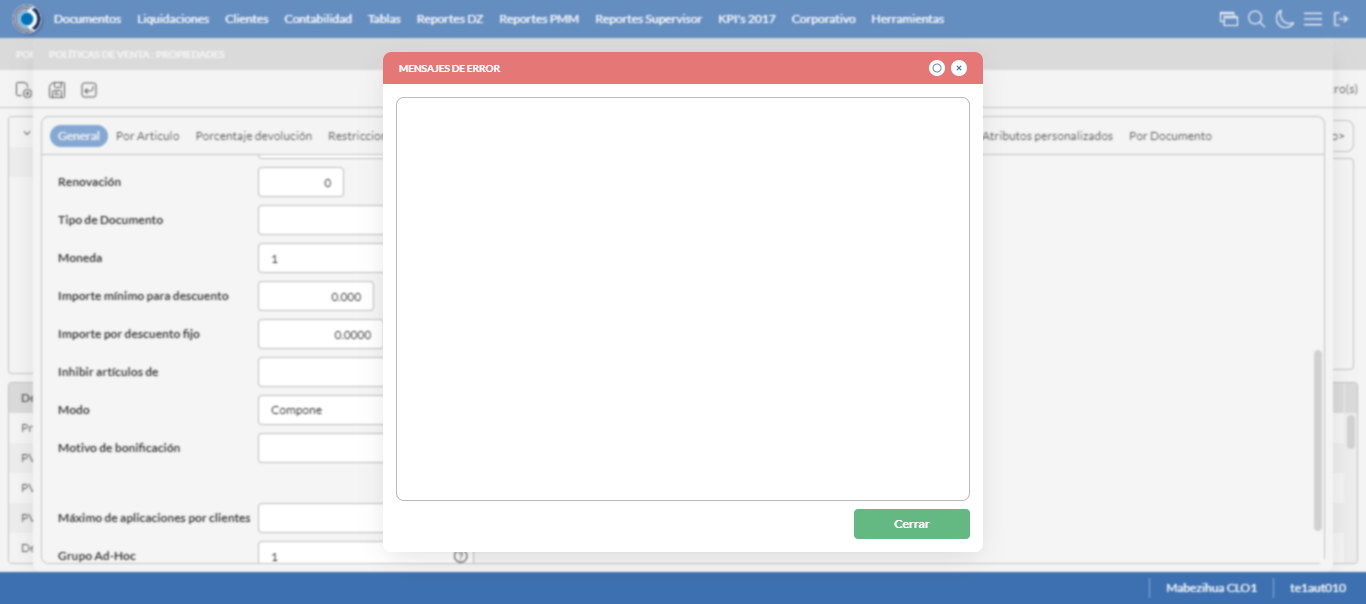 Documentos Liquidaciones Clientes Contabilidad Tablas Reportes DZ Reportes PMM Reportes Supervisor KPI's 2017 Corporativo Herramientas
POLÍTICAS DE VENTA : PROPIEDADES
MENSAJES DE ERROR
General Por Artículo Porcentaje devolución Restriccion Atributos personalizados Por Documento
Renovación 0
Tipo de Documento
Moneda 1
Importe mínimo para descuento 0.000
Importe por descuento fijo 0.0000
Inhibir artículos de
Modo Compone
Motivo de bonificación
Máximo de aplicaciones por clientes
Grupo Ad-Hoc 1
Cerrar
Mabezihua CLO1 te1aut010